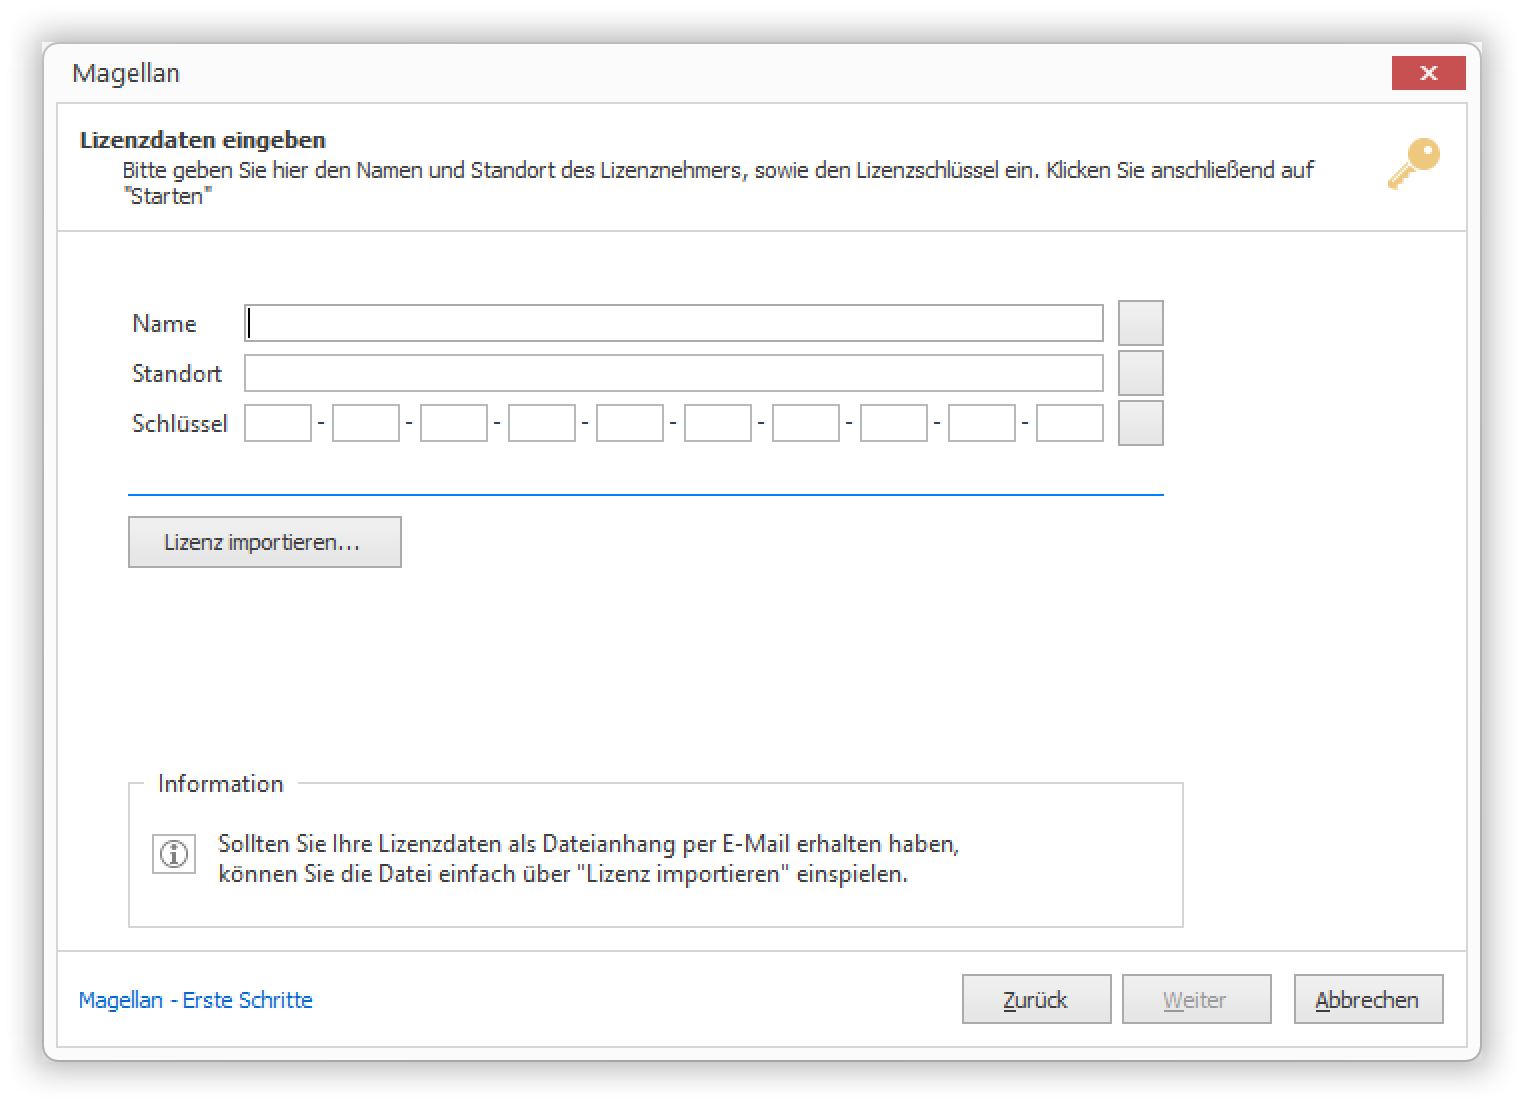 Magellan
Lizenzdaten eingeben
Bitte geben Sie hier den Namen und Standort des Lizenznehmers, sowie den Lizenzschlüssel ein. Klicken Sie anschließend auf
"Starten"
Name
Standort
Schlüssel - - - - - - - - -
Lizenz importieren...
Information
Sollten Sie Ihre Lizenzdaten als Dateianhang per E-Mail erhalten haben,
können Sie die Datei einfach über "Lizenz importieren" einspielen.
Magellan - Erste Schritte Zurück Weiter Abbrechen